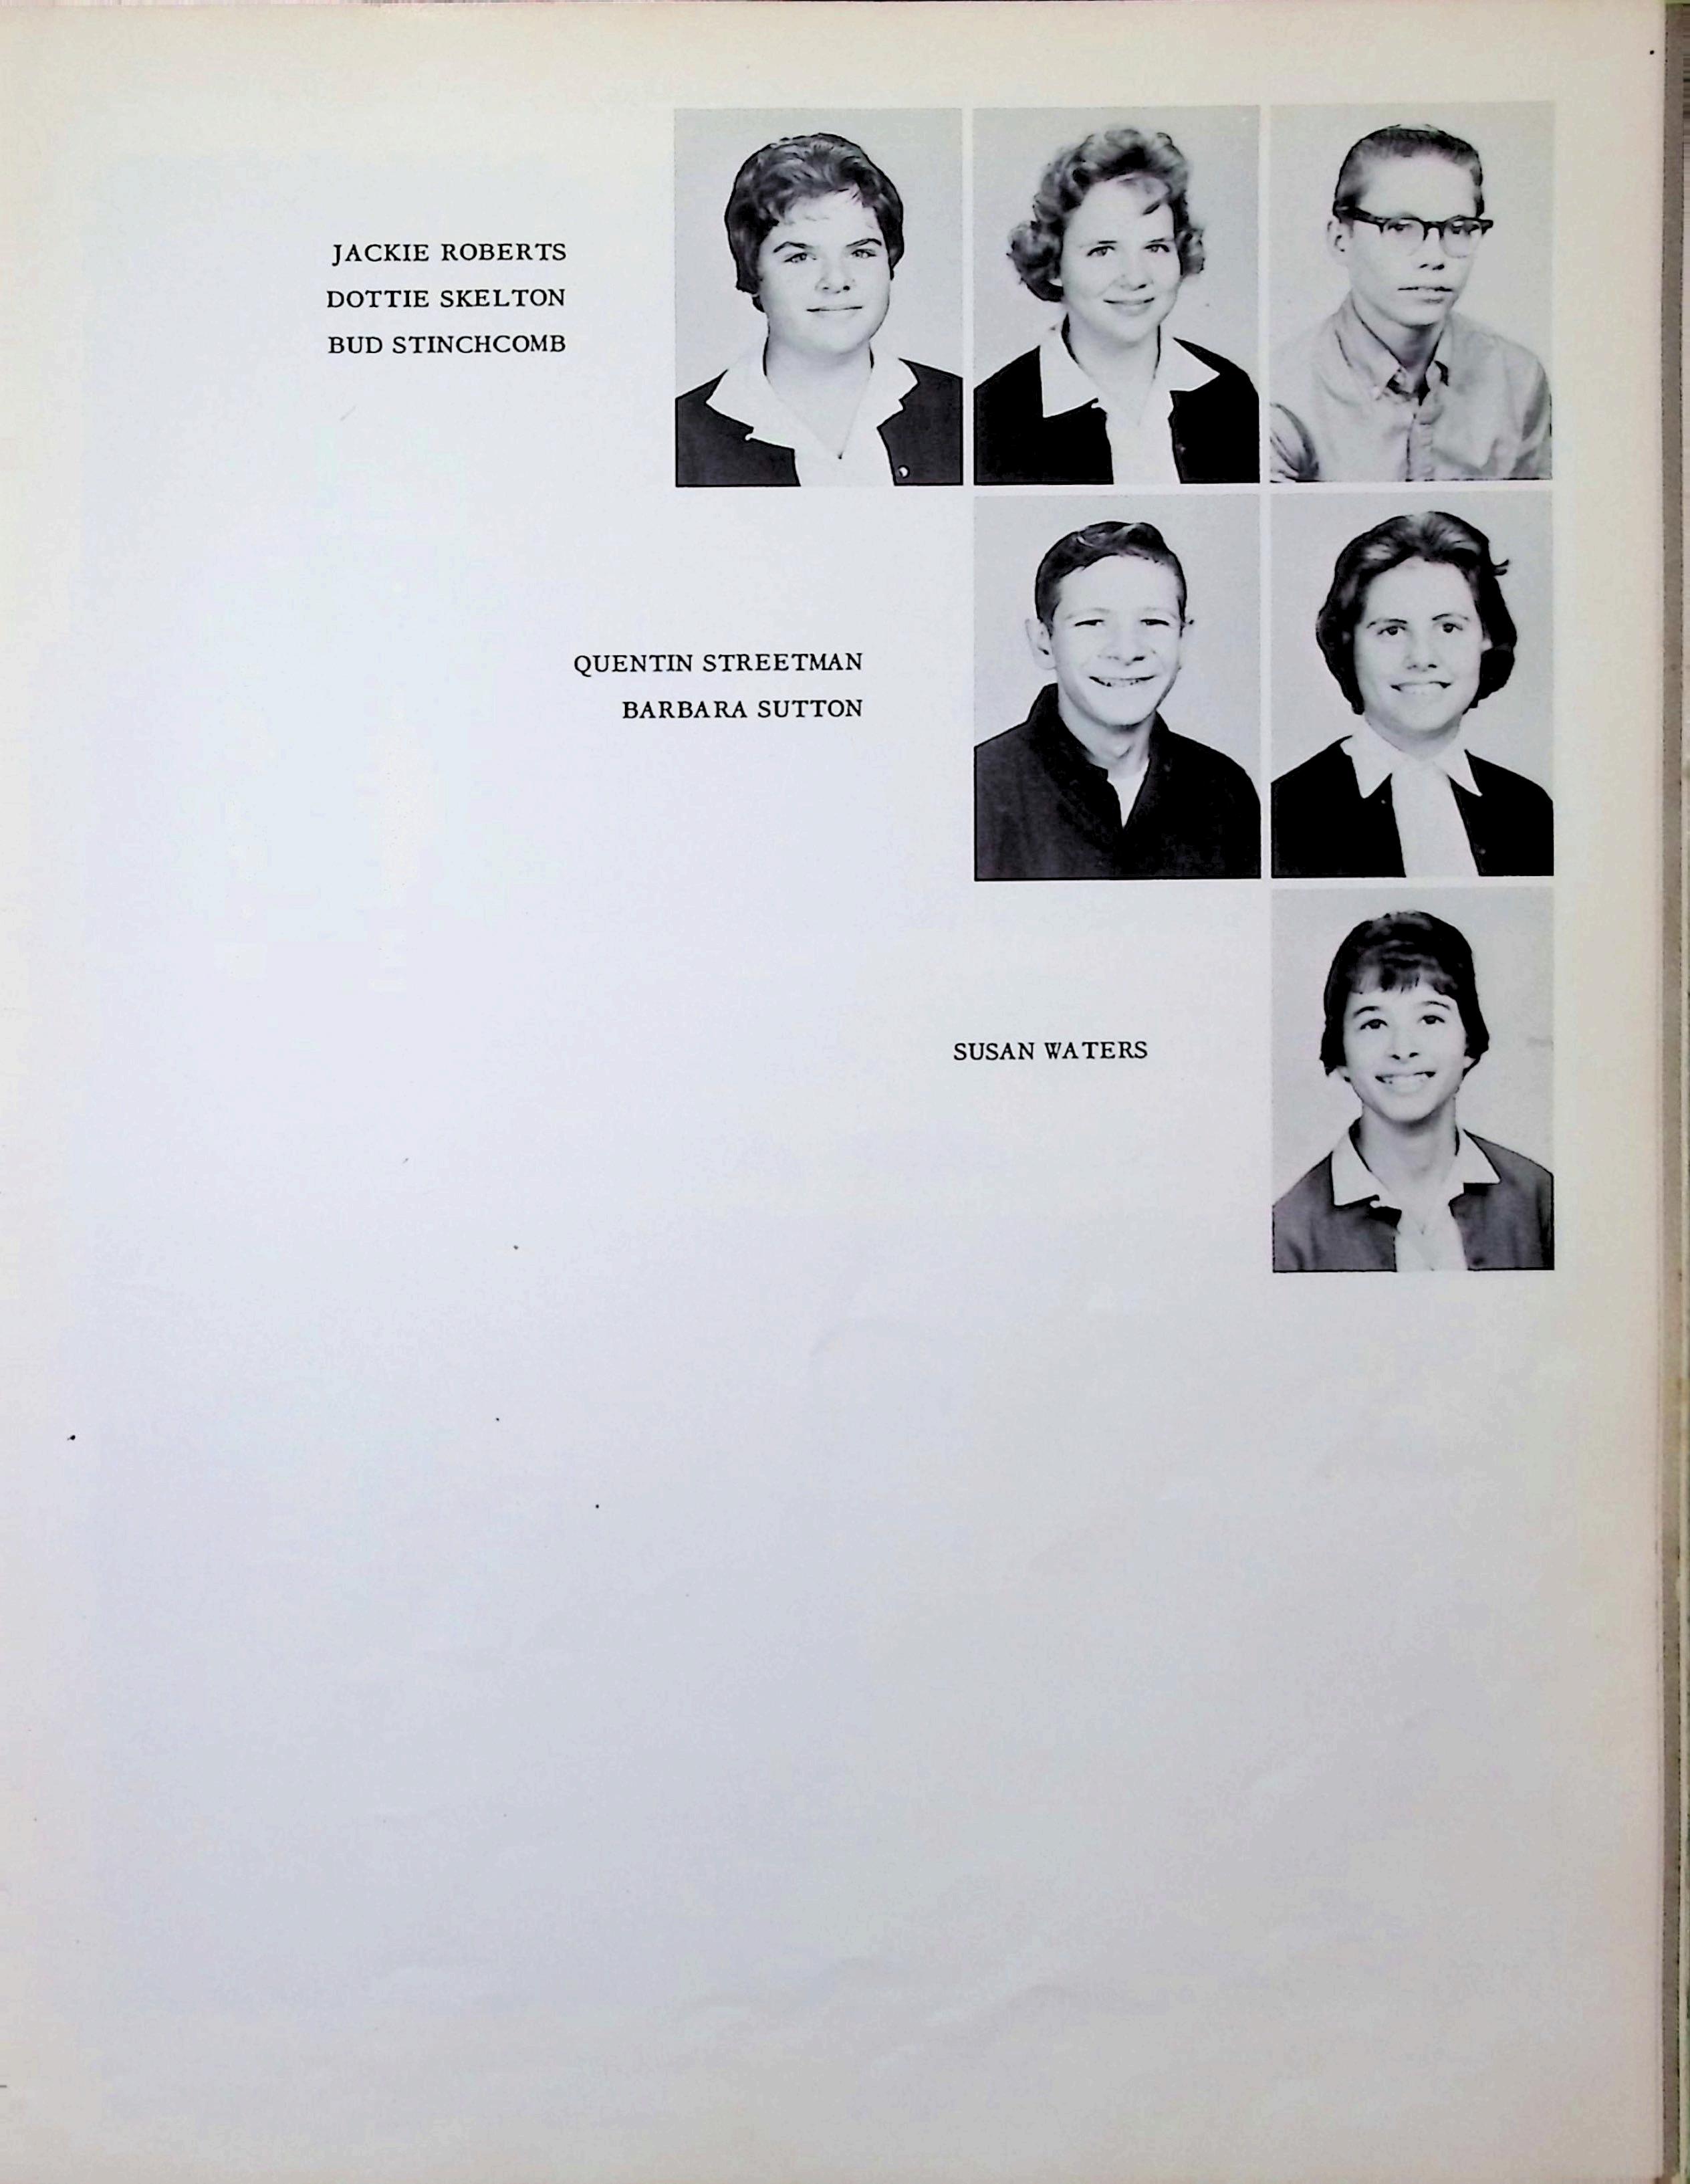 JACKIE ROBERTS
DOTTIE SKELTON
BUD STINCHCOMB
QUENTIN STREETMAN
BARBARA SUTTON
SUSAN WATERS